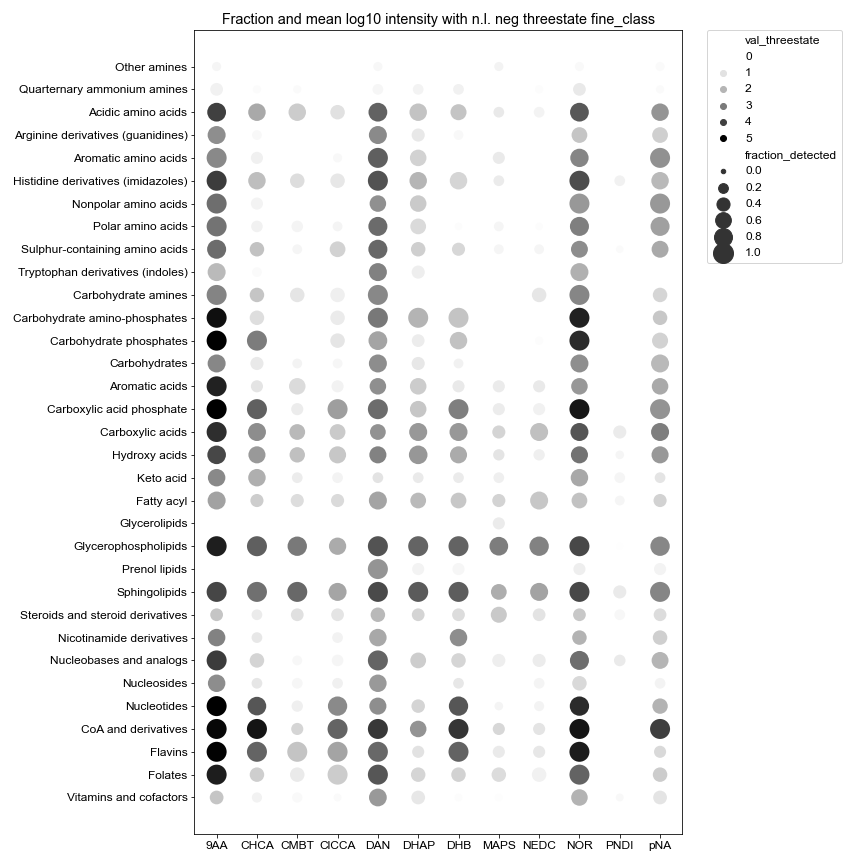 Fraction and mean log10 intensity with n.l. neg threestate fine_class
Other amines
Quarternary ammonium amines
Acidic amino acids
Arginine derivatives (guanidines)
Aromatic amino acids
Histidine derivatives (imidazoles)
Nonpolar amino acids
Polar amino acids
Sulphur-containing amino acids
Tryptophan derivatives (indoles)
Carbohydrate amines
Carbohydrate amino-phosphates
Carbohydrate phosphates
Carbohydrates
Aromatic acids
Carboxylic acid phosphate
Carboxylic acids
Hydroxy acids
Keto acid
Fatty acyl
Glycerolipids
Glycerophospholipids
Prenol lipids
Sphingolipids
Steroids and steroid derivatives
Nicotinamide derivatives
Nucleobases and analogs
Nucleosides
Nucleotides
CoA and derivatives
Flavins
Folates
Vitamins and cofactors
9AA CHCA CMBT ClCCA DAN DHAP DHB MAPS NEDC NOR PNDI pNA
val_threestate
0
1
2
3
4
5
fraction_detected
0.0
0.2
0.4
0.6
0.8
1.0